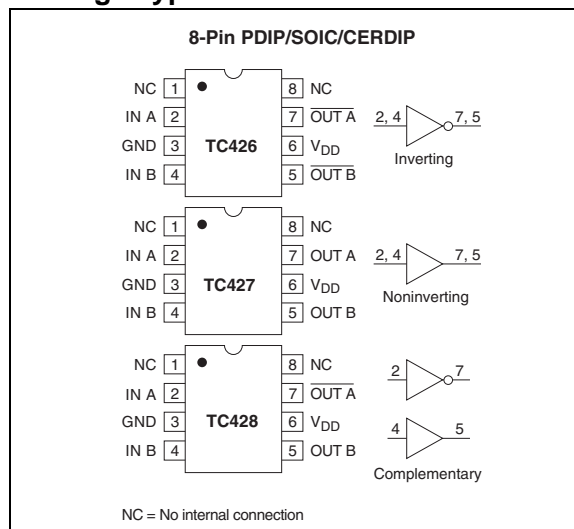 8-Pin PDIP/SOIC/CERDIP
NC 1 8 NC
IN A 2 7 OUT A
GND 3 TC426 6 VDD
IN B 4 5 OUT B
2, 4 7, 5
Inverting
NC 1 8 NC
IN A 2 7 OUT A
GND 3 TC427 6 VDD
IN B 4 5 OUT B
2, 4 7, 5
Noninverting
NC 1 8 NC
IN A 2 7 OUT A
GND 3 TC428 6 VDD
IN B 4 5 OUT B
2 7
4 5
Complementary
NC = No internal connection